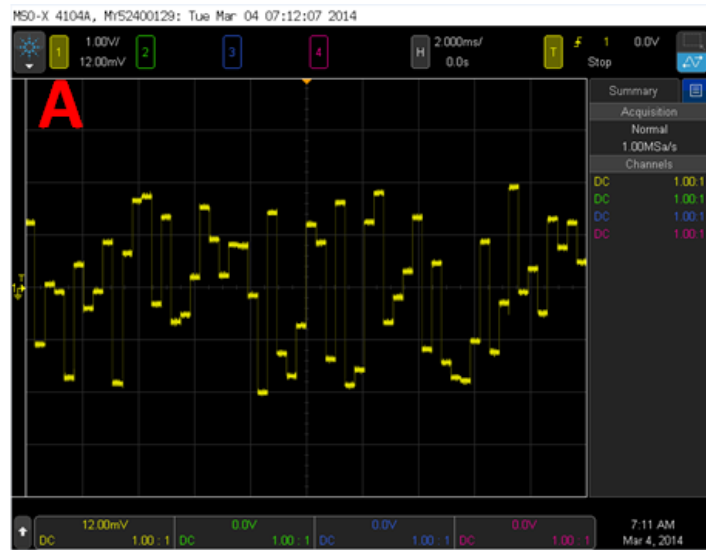 MSO-X 4104A, MY52400129: Tue Mar 04 07:12:07 2014
1 1.00V/ 12.00mV 2 3 4 H 2.000ms/ 0.0s T 1 0.0V Stop
A
Summary
Acquisition
Normal
1.00MSa/s
Channels
DC 1.00:1
DC 1.00:1
DC 1.00:1
DC 1.00:1
T
1
12.00mV 0.0V 0.0V 0.0V
DC 1.00 : 1 DC 1.00 : 1 DC 1.00 : 1 DC 1.00 : 1
7:11 AM
Mar 4, 2014